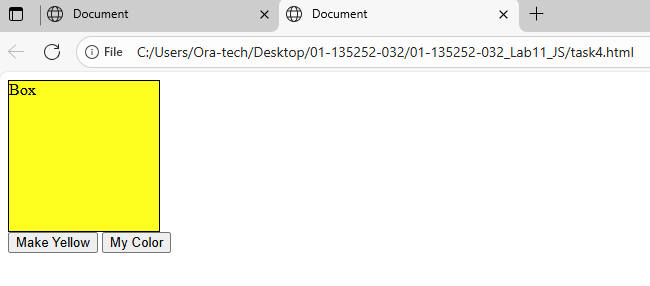 Document
Document
File
C:/Users/Ora-tech/Desktop/01-135252-032/01-135252-032_Lab11_JS/task4.html
Box
Make Yellow
My Color